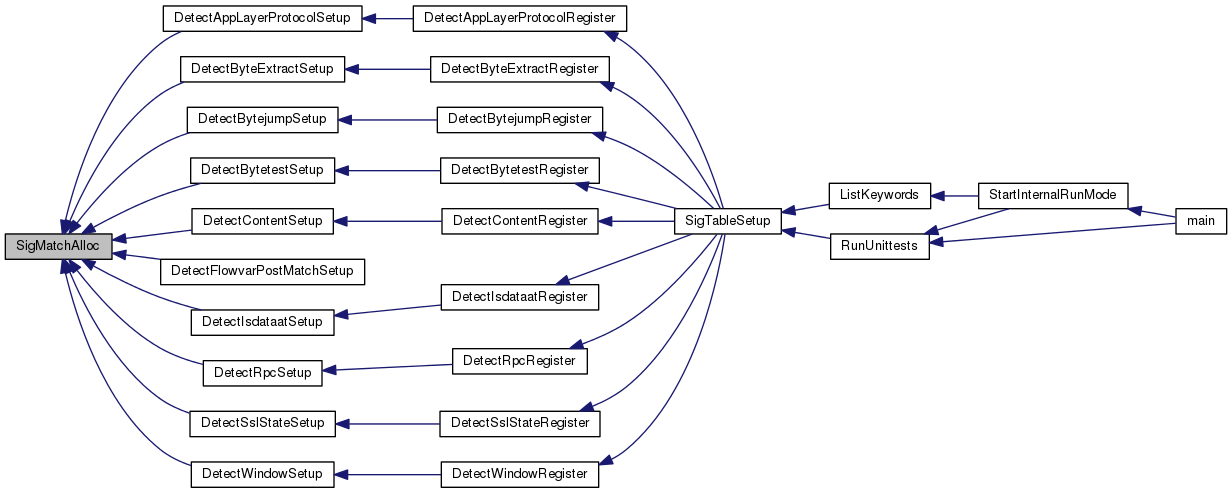 DetectAppLayerProtocolSetup
DetectAppLayerProtocolRegister
DetectByteExtractSetup
DetectByteExtractRegister
DetectBytejumpSetup
DetectBytejumpRegister
DetectBytetestSetup
DetectBytetestRegister
ListKeywords
StartInternalRunMode
DetectContentSetup
DetectContentRegister
SigTableSetup
main
SigMatchAlloc
RunUnittests
DetectFlowvarPostMatchSetup
DetectIsdataatRegister
DetectIsdataatSetup
DetectRpcRegister
DetectRpcSetup
DetectSslStateSetup
DetectSslStateRegister
DetectWindowSetup
DetectWindowRegister